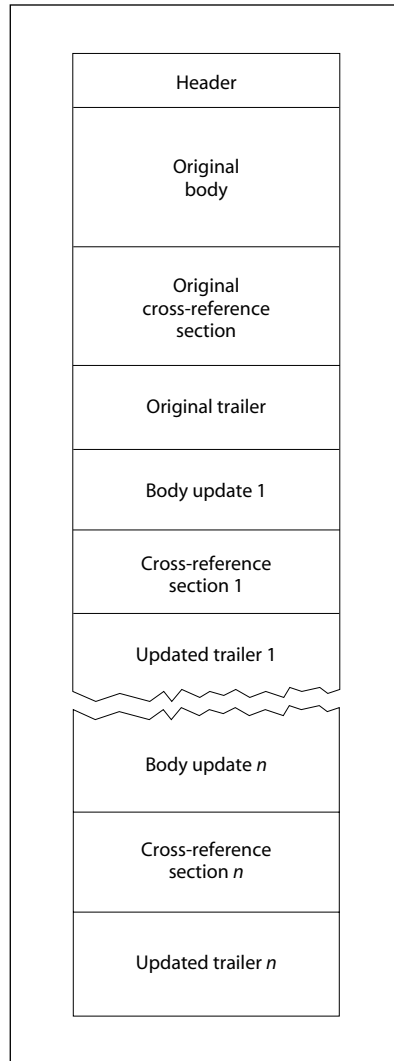 Header
Original
body
Original
cross-reference
section
Original trailer
Body update 1
Cross-reference
section 1
Updated trailer 1
Body update n
Cross-reference
section n
Updated trailer n